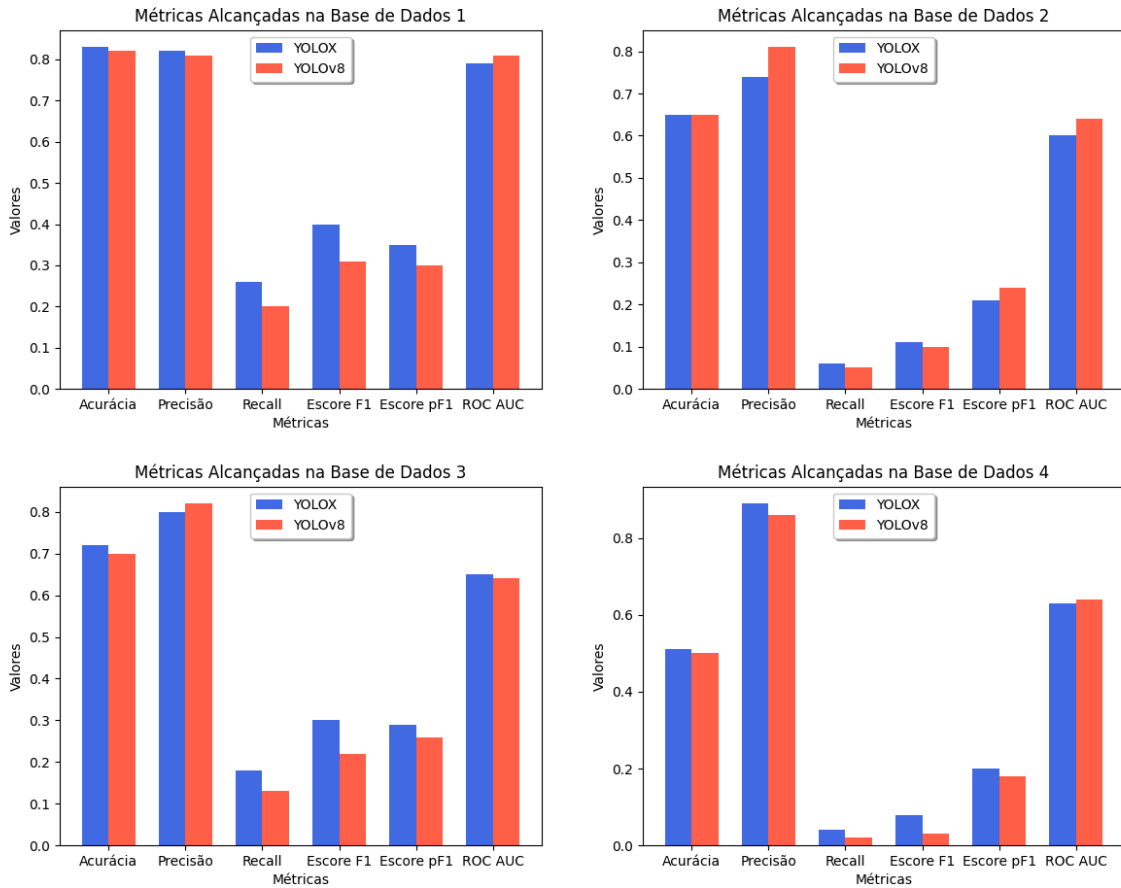 Métricas Alcançadas na Base de Dados 1
YOLOX
YOLOv8
Valores
0.8
0.7
0.6
0.5
0.4
0.3
0.2
0.1
0.0
Acurácia Precisão Recall Escore F1 Escore pF1 ROC AUC
Métricas
Métricas Alcançadas na Base de Dados 2
YOLOX
YOLOv8
Valores
0.8
0.7
0.6
0.5
0.4
0.3
0.2
0.1
0.0
Acurácia Precisão Recall Escore F1 Escore pF1 ROC AUC
Métricas
Métricas Alcançadas na Base de Dados 3
YOLOX
YOLOv8
Valores
0.8
0.7
0.6
0.5
0.4
0.3
0.2
0.1
0.0
Acurácia Precisão Recall Escore F1 Escore pF1 ROC AUC
Métricas
Métricas Alcançadas na Base de Dados 4
YOLOX
YOLOv8
Valores
0.8
0.6
0.4
0.2
0.0
Acurácia Precisão Recall Escore F1 Escore pF1 ROC AUC
Métricas